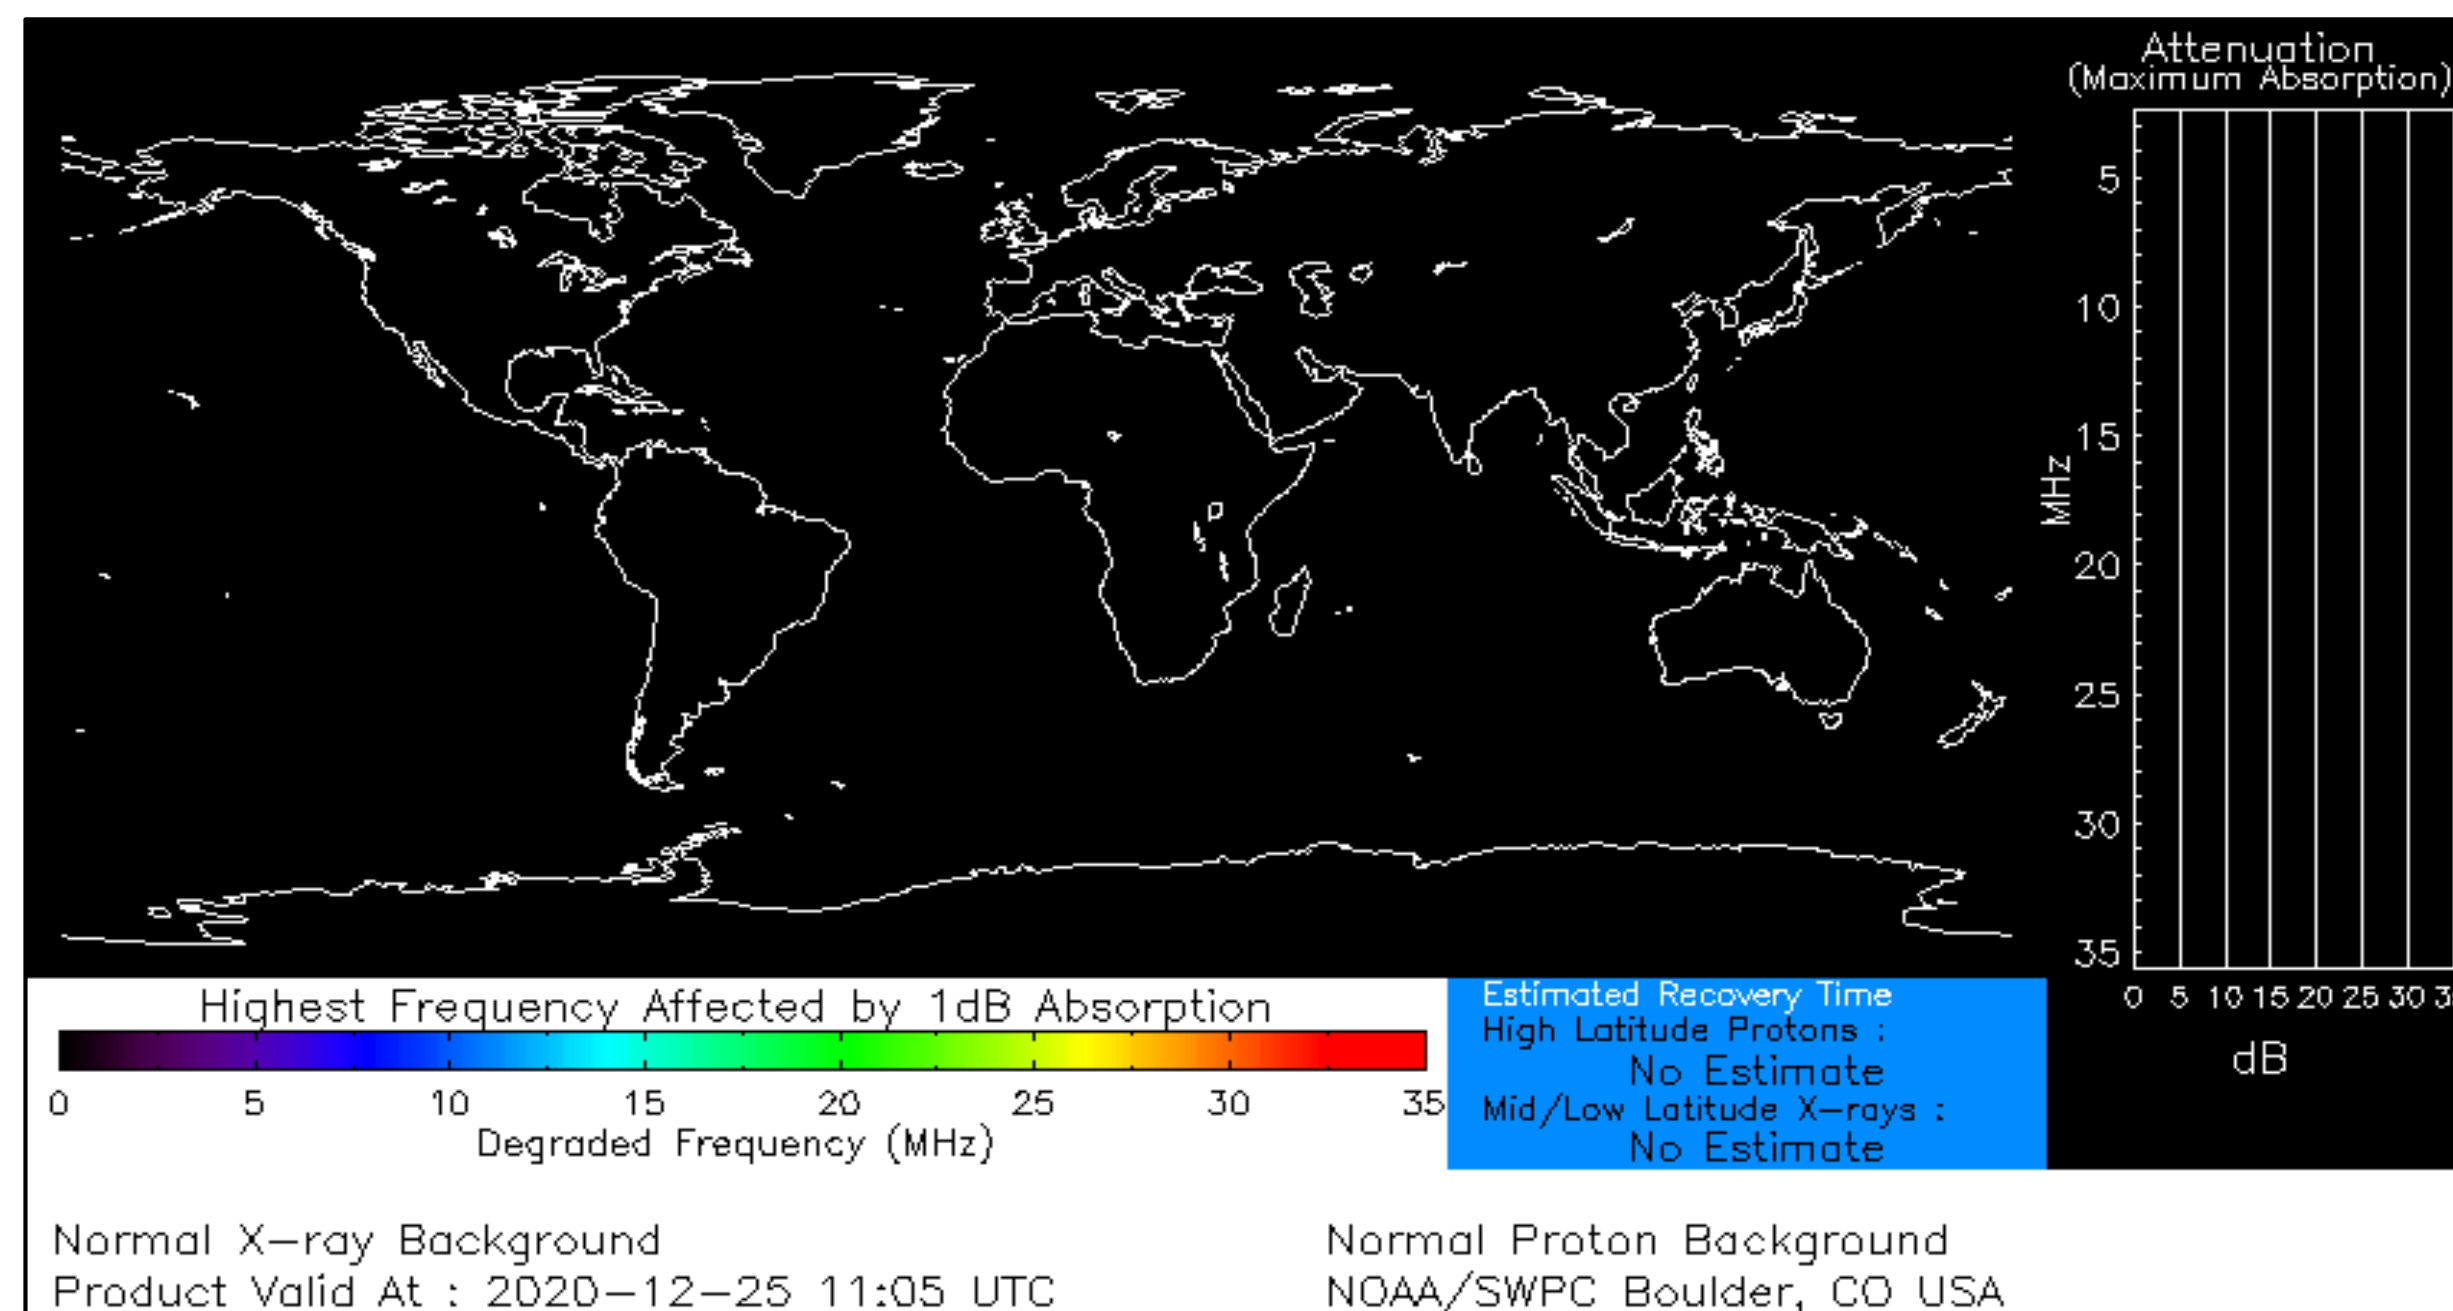 Attenuation
(Maximum Absorption)
5
10
15
20
25
30
35
MHz
0 5 10 15 20 25 30
dB
Highest Frequency Affected by 1dB Absorption
0 5 10 15 20 25 30 35
Degraded Frequency (MHz)
Estimated Recovery Time
High Latitude Protons :
No Estimate
Mid/Low Latitude X-rays :
No Estimate
Normal X-ray Background
Product Valid At : 2020-12-25 11:05 UTC
Normal Proton Background
NOAA/SWPC Boulder, CO USA